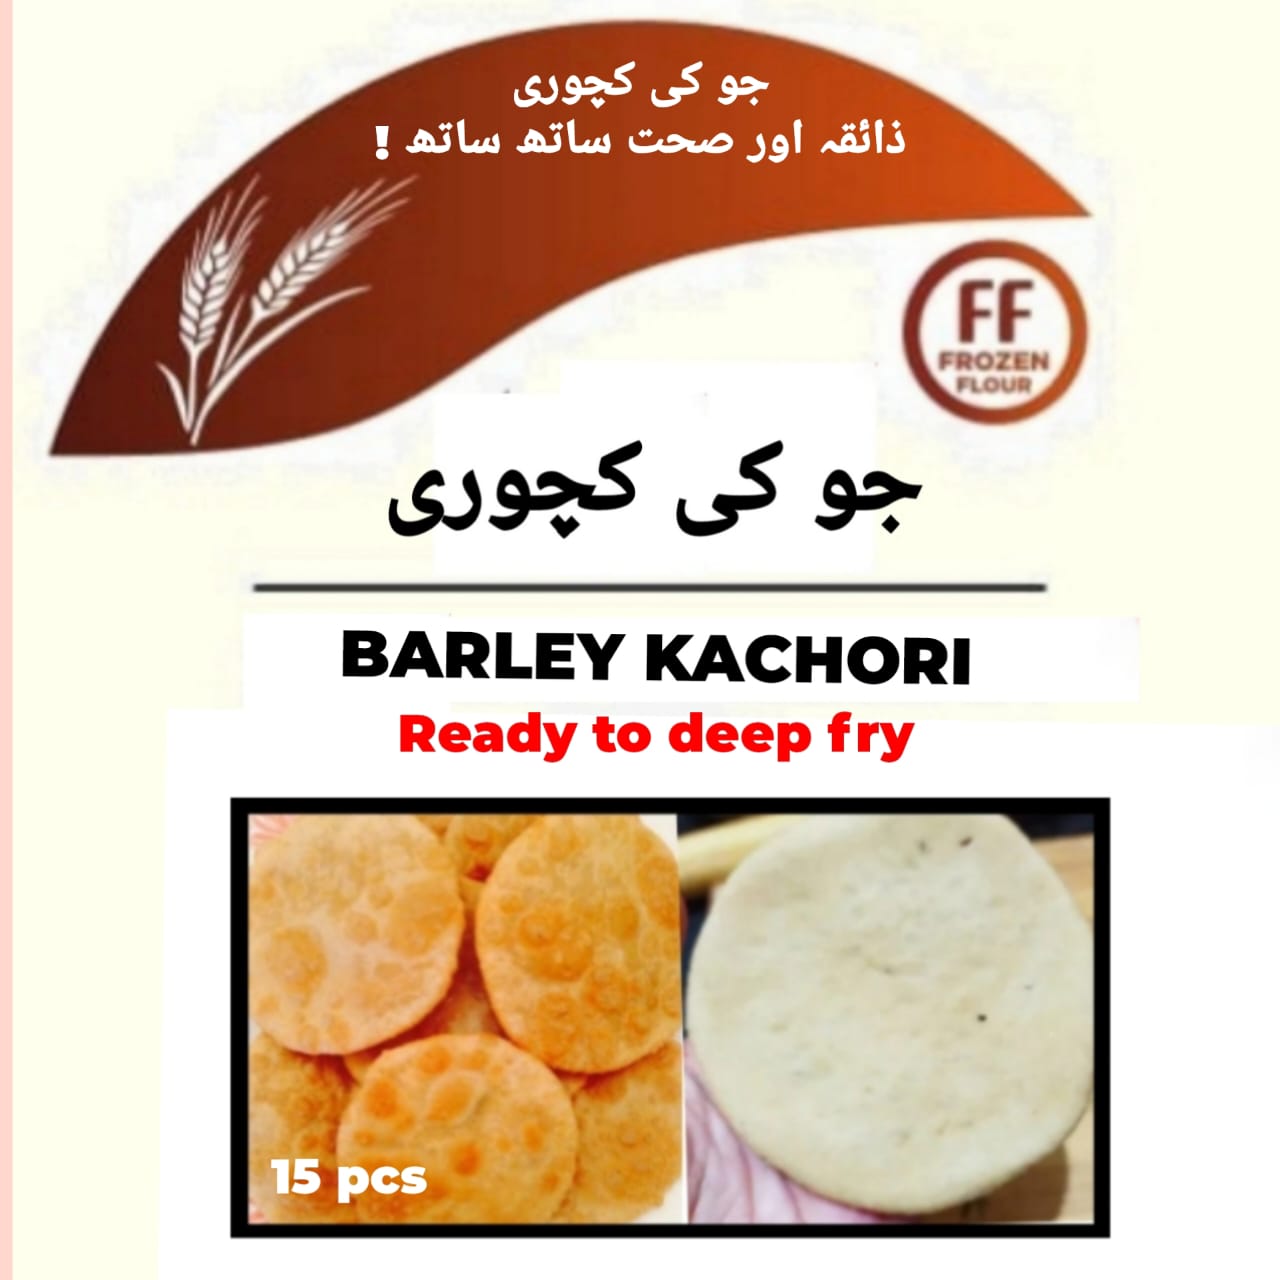 جو کی کچوری
ذائقہ اور صحت ساتھ ساتھ !
FF
FROZEN
FLOUR
جو کی کچوری
BARLEY KACHORI
Ready to deep fry
15 pcs